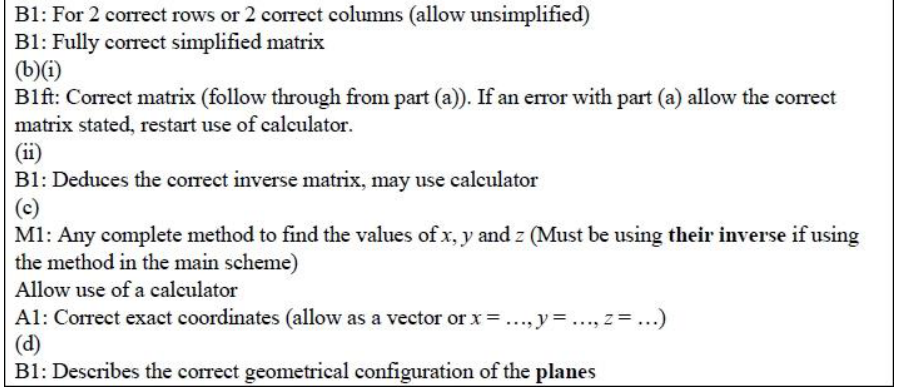 B1: For 2 correct rows or 2 correct columns (allow unsimplified)
B1: Fully correct simplified matrix
(b)(i)
B1ft: Correct matrix (follow through from part (a)). If an error with part (a) allow the correct
matrix stated, restart use of calculator.
(ii)
B1: Deduces the correct inverse matrix, may use calculator
(c)
M1: Any complete method to find the values of x, y and z (Must be using their inverse if using
the method in the main scheme)
Allow use of a calculator
A1: Correct exact coordinates (allow as a vector or x = …, y = …, z = …)
(d)
B1: Describes the correct geometrical configuration of the planes